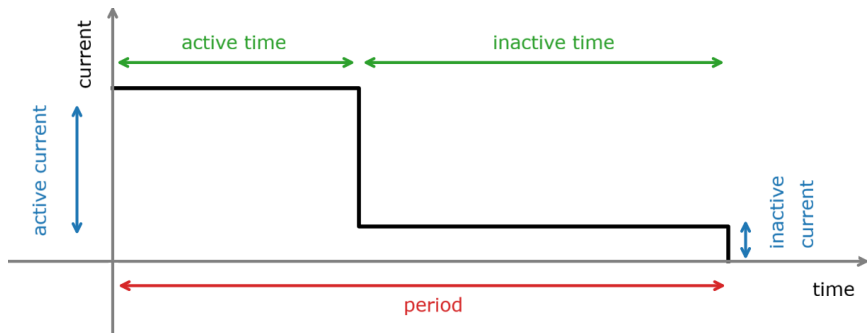 active time
inactive time
current
active current
inactive
current
time
period